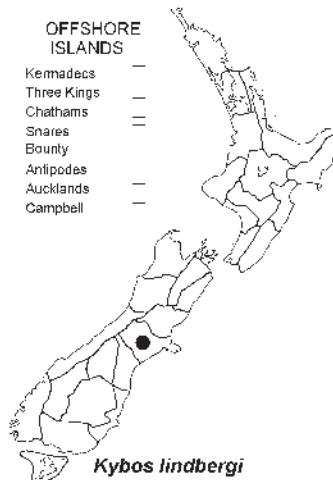 OFFSHORE
ISLANDS
Kermadecs
Three Kings
Chathams
Snares
Bounty
Antipodes
Aucklands
Campbell
Kybos lindbergi